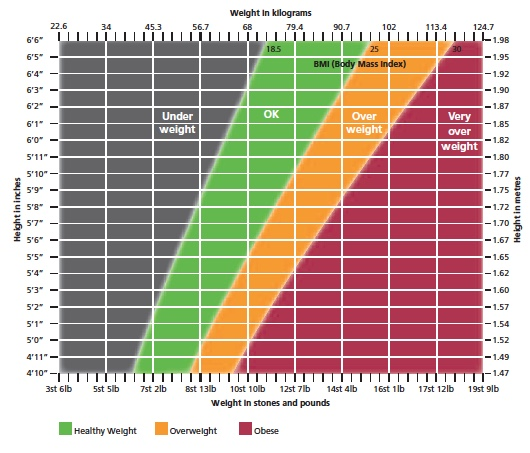 Weight in kilograms
22.6 34 45.3 56.7 68 79.4 90.7 102 113.4 124.7
18.5 25 30
BMI (Body Mass Index)
6'6" 1.98
6'5" 1.95
6'4" 1.92
6'3" 1.90
6'2" 1.87
6'1" 1.85
6'0" 1.82
5'11" 1.80
5'10" 1.77
5'9" 1.75
5'8" 1.72
5'7" 1.70
5'6" 1.67
5'5" 1.65
5'4" 1.62
5'3" 1.60
5'2" 1.57
5'1" 1.54
5'0" 1.52
4'11" 1.49
4'10" 1.47
Under
weight
OK
Over
weight
Very
over
weight
Height in inches
Height in metres
3st 6lb 5st 5lb 7st 2lb 8st 13lb 10st 10lb 12st 7lb 14st 4lb 17st 12lb 19st 9lb
Weight in stones and pounds
Healthy Weight Overweight Obese